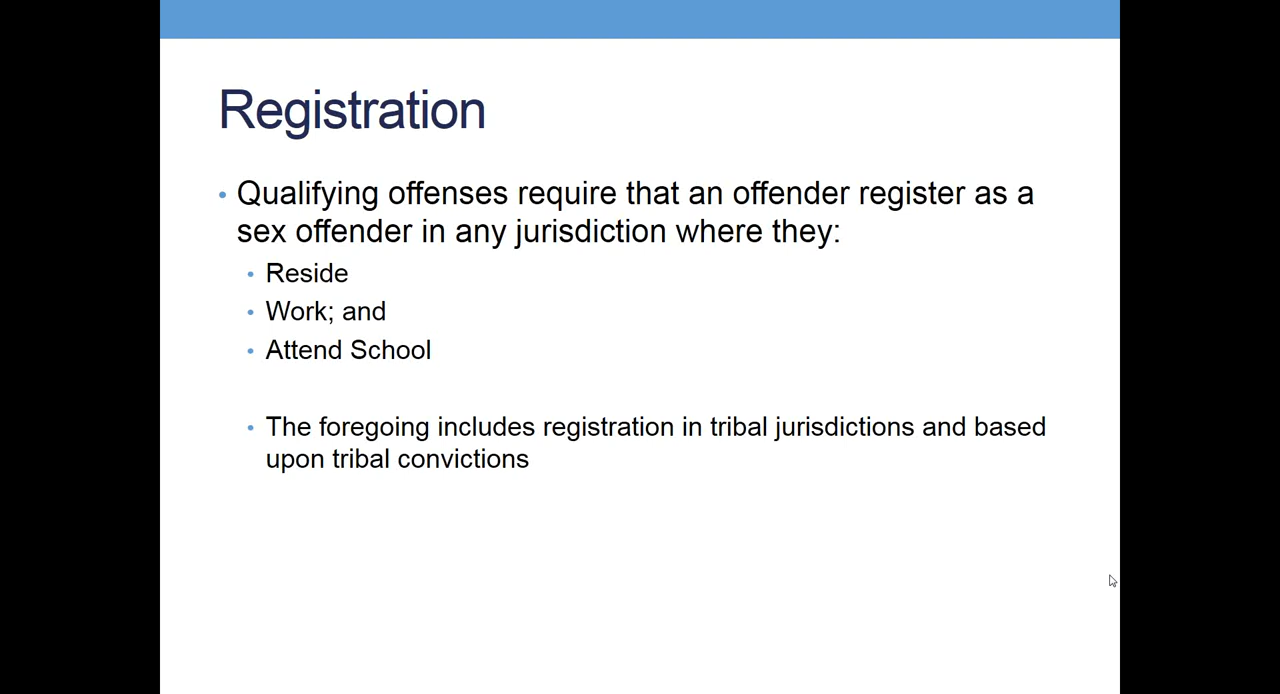 Registration
• Qualifying offenses require that an offender register as a
sex offender in any jurisdiction where they:
• Reside
• Work; and
• Attend School
• The foregoing includes registration in tribal jurisdictions and based
upon tribal convictions